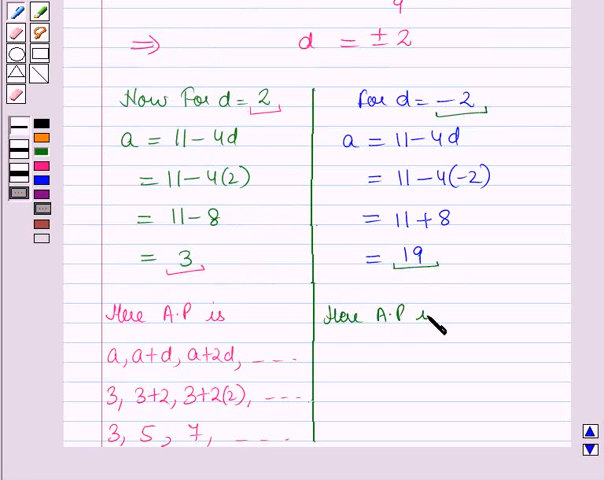 ⇒ d = ± 2
Now For d = 2
a = 11 - 4d
= 11 - 4(2)
= 11 - 8
= 3
Here A.P is
a, a+d, a+2d, ----
3, 3+2, 3+2(2), ----
3, 5, 7, ----
For d = -2
a = 11 - 4d
= 11 - 4(-2)
= 11 + 8
= 19
Here A.P i